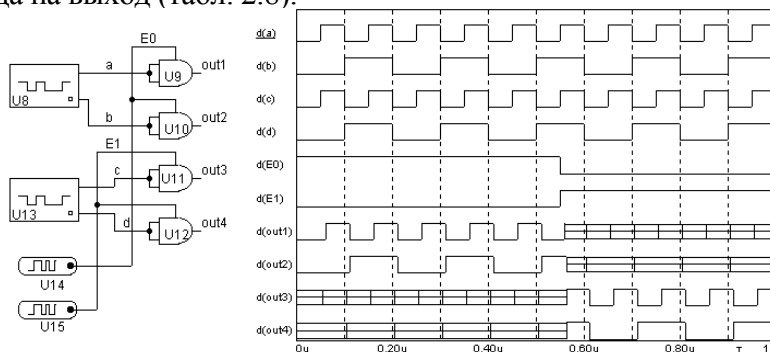 да на выход (табл. 2.8).
E0
a
U9
out1
U8
b
U10
out2
E1
c
U11
out3
U13
d
U12
out4
U14
U15
d(a)
d(b)
d(c)
d(d)
d(E0)
d(E1)
d(out1)
d(out2)
d(out3)
d(out4)
0u 0.20u 0.40u 0.60u 0.80u T 1